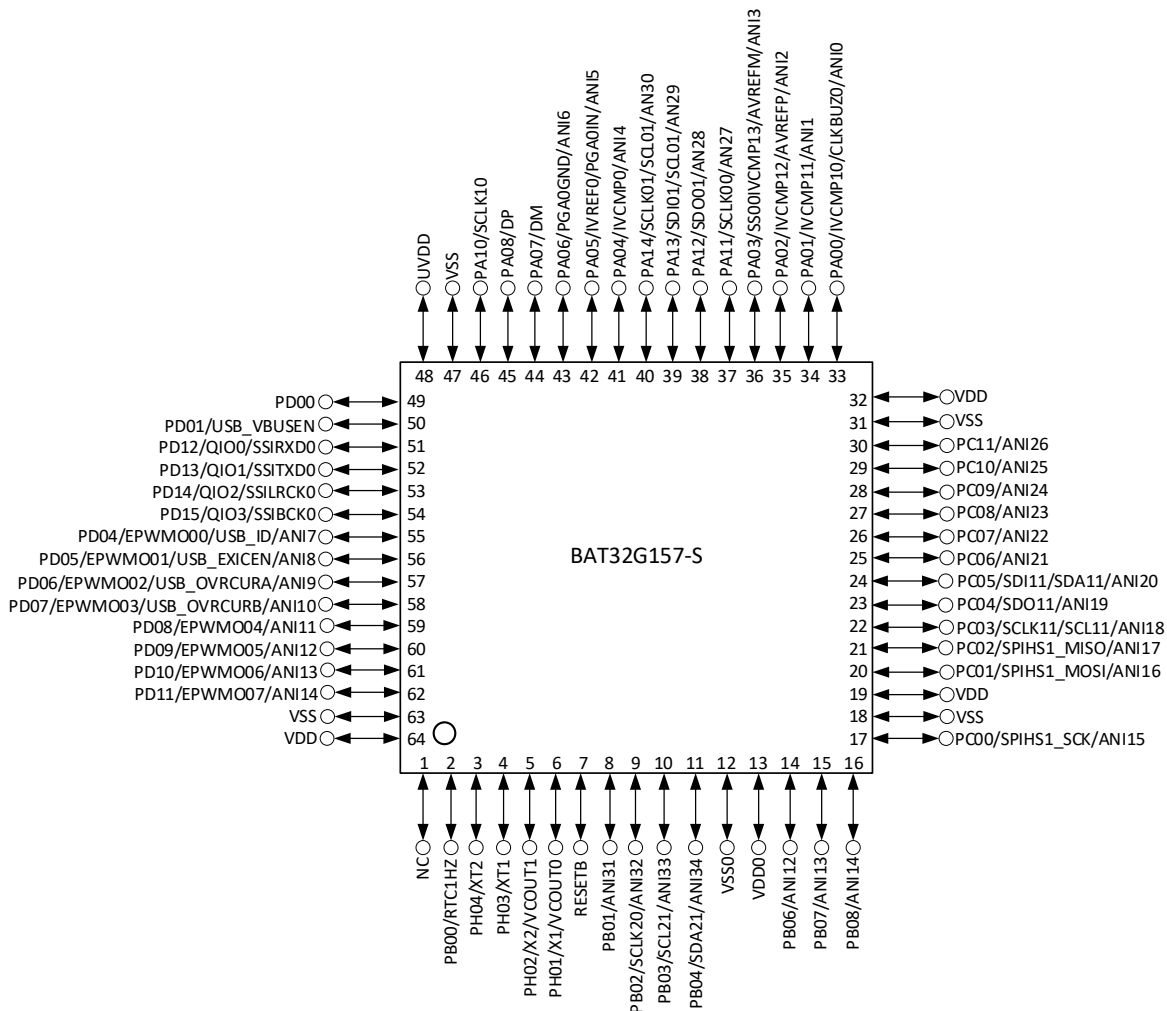 UVDD
VSS
PA10/SCLK10
PA08/DP
PA07/DM
PA06/PGA0GND/ANI6
PA05/IVREF0/PGA0IN/ANI5
PA04/IVCMP0/ANI4
PA14/SCLK01/SCL01/AN30
PA13/SDI01/SCL01/AN29
PA12/SDO01/AN28
PA11/SCLK00/AN27
PA03/SS00IVCMP13/AVREFM/ANI3
PA02/IVCMP12/AVREFP/ANI2
PA01/IVCMP11/ANI1
PA00/IVCMP10/CLKBUZ0/ANI0
48 47 46 45 44 43 42 41 40 39 38 37 36 35 34 33
PD00 49
PD01/USB_VBUSEN 50
PD12/QIO0/SSIRXD0 51
PD13/QIO1/SSITXD0 52
PD14/QIO2/SSILRCK0 53
PD15/QIO3/SSIBCK0 54
PD04/EPWMO00/USB_ID/ANI7 55
PD05/EPWMO01/USB_EXICEN/ANI8 56
PD06/EPWMO02/USB_OVRCURA/ANI9 57
PD07/EPWMO03/USB_OVRCURB/ANI10 58
PD08/EPWMO04/ANI11 59
PD09/EPWMO05/ANI12 60
PD10/EPWMO06/ANI13 61
PD11/EPWMO07/ANI14 62
VSS 63
VDD 64
BAT32G157-S
32 VDD
31 VSS
30 PC11/ANI26
29 PC10/ANI25
28 PC09/ANI24
27 PC08/ANI23
26 PC07/ANI22
25 PC06/ANI21
24 PC05/SDI11/SDA11/ANI20
23 PC04/SDO11/ANI19
22 PC03/SCLK11/SCL11/ANI18
21 PC02/SPIHS1_MISO/ANI17
20 PC01/SPIHS1_MOSI/ANI16
19 VDD
18 VSS
17 PC00/SPIHS1_SCK/ANI15
1 2 3 4 5 6 7 8 9 10 11 12 13 14 15 16
NC
PB00/RTC1HZ
PH04/XT2
PH03/XT1
PH02/X2/VCOUT1
PH01/X1/VCOUT0
RESETB
PB01/ANI31
PB02/SCLK20/ANI32
PB03/SCL21/ANI33
PB04/SDA21/ANI34
VSS0
VDD0
PB06/ANI12
PB07/ANI13
PB08/ANI14